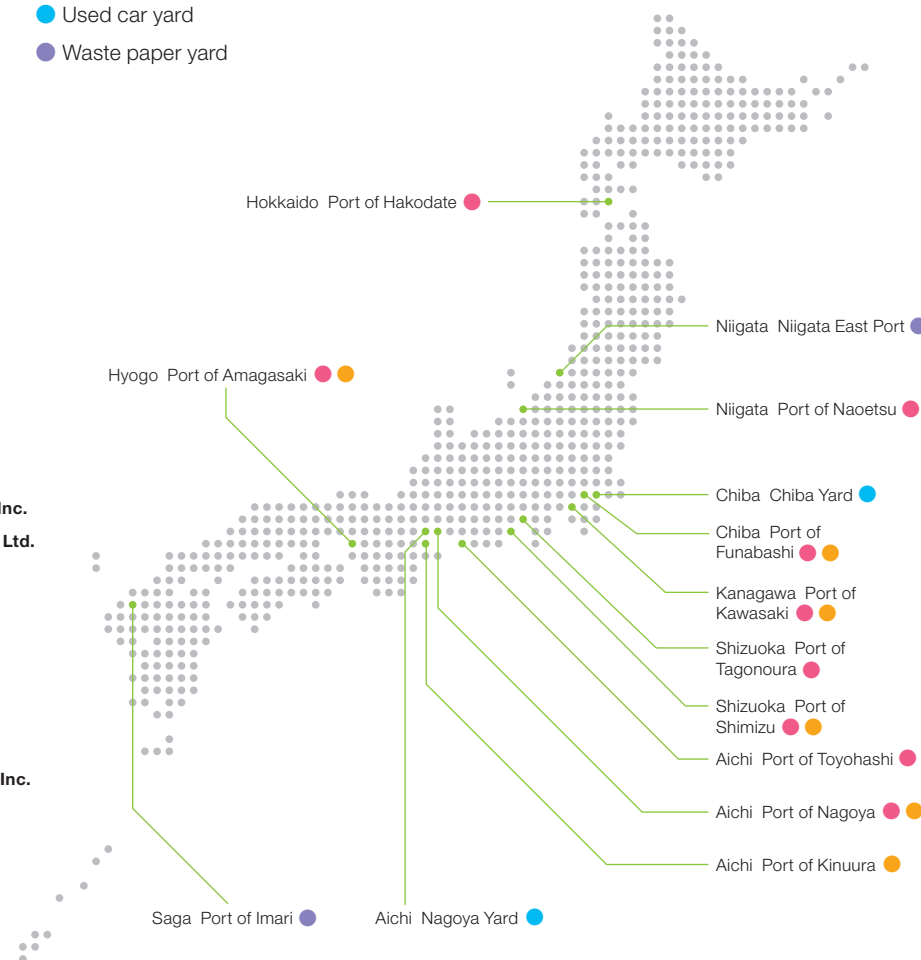 Used car yard
Waste paper yard
Hokkaido Port of Hakodate
Niigata Niigata East Port
Hyogo Port of Amagasaki
Niigata Port of Naoetsu
Chiba Chiba Yard
Inc.
Chiba Port of
Funabashi
Ltd.
Kanagawa Port of
Kawasaki
Shizuoka Port of
Tagonoura
Shizuoka Port of
Shimizu
Aichi Port of Toyohashi
Inc.
Aichi Port of Nagoya
Aichi Port of Kinuura
Saga Port of Imari
Aichi Nagoya Yard